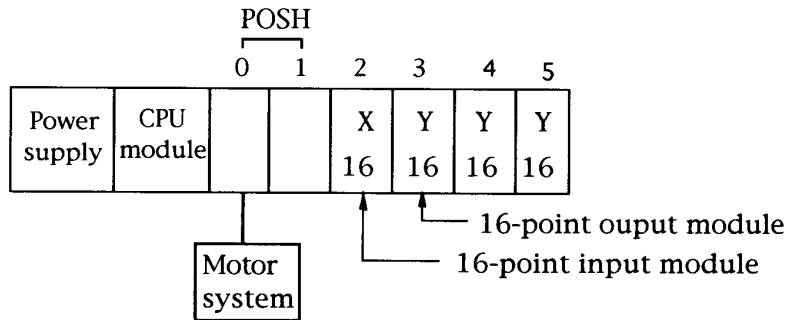 POSH
0 1 2 3 4 5
Power supply
CPU module
X 16
Y 16
Y 16
Y 16
16-point ouput module
16-point input module
Motor system